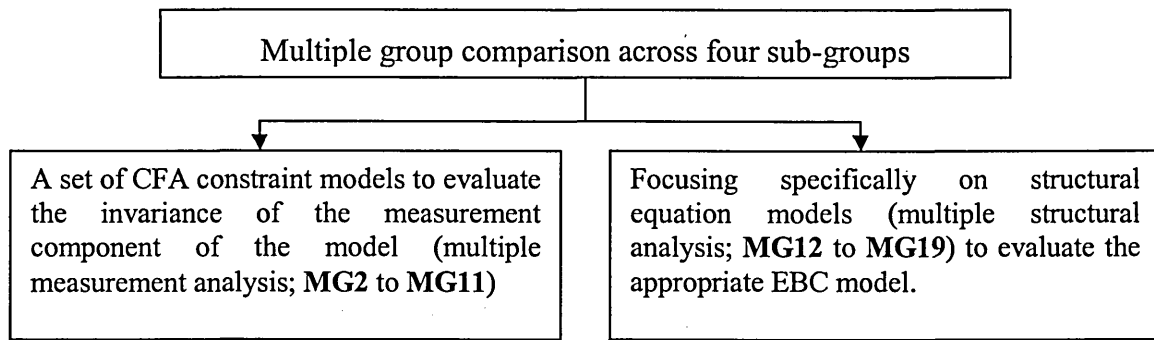 Multiple group comparison across four sub-groups
A set of CFA constraint models to evaluate
the invariance of the measurement
component of the model (multiple
measurement analysis; MG2 to MG11)
Focusing specifically on structural
equation models (multiple structural
analysis; MG12 to MG19) to evaluate the
appropriate EBC model.